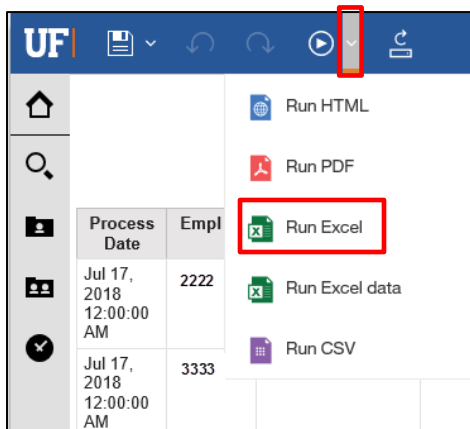 UF
Run HTML
Run PDF
Process Date
Empl
Run Excel
Jul 17,
2018
12:00:00
AM
2222
Run Excel data
Run CSV
Jul 17,
2018
12:00:00
AM
3333